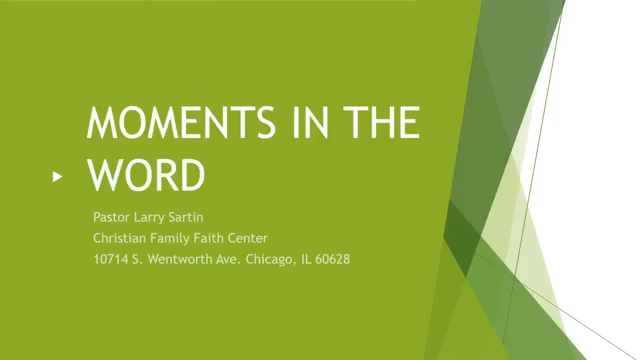 MOMENTS IN THE
WORD
Pastor Larry Sartin
Christian Family Faith Center
10714 S. Wentworth Ave. Chicago, IL 60628